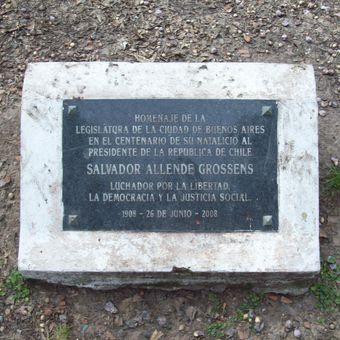 HOMENAJE DE LA
LEGISLATURA DE LA CIUDAD DE BUENOS AIRES
EN EL CENTENARIO DE SU NATALICIO AL
PRESIDENTE DE LA REPUBLICA DE CHILE
SALVADOR ALLENDE GROSSENS
LUCHADOR POR LA LIBERTAD,
LA DEMOCRACIA Y LA JUSTICIA SOCIAL.
1908 - 26 DE JUNIO - 2008